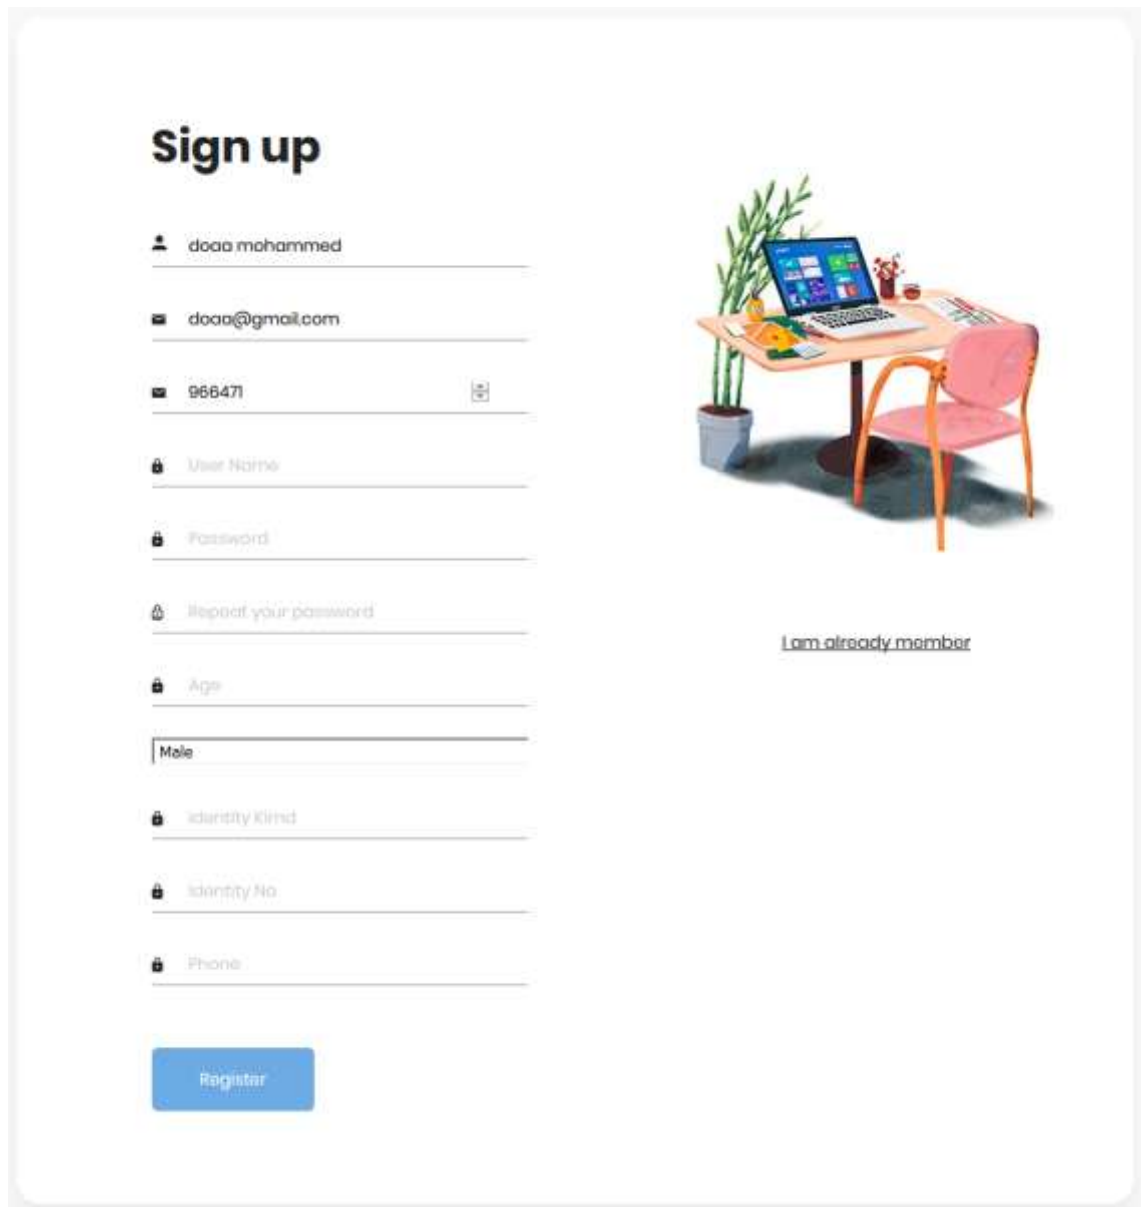 Sign up
doaa mohammed
doaa@gmail.com
966471
User Name
Password
Repeat your password
Age
Male
Identity Kimd
Identity No
Phone
Register
I am already member